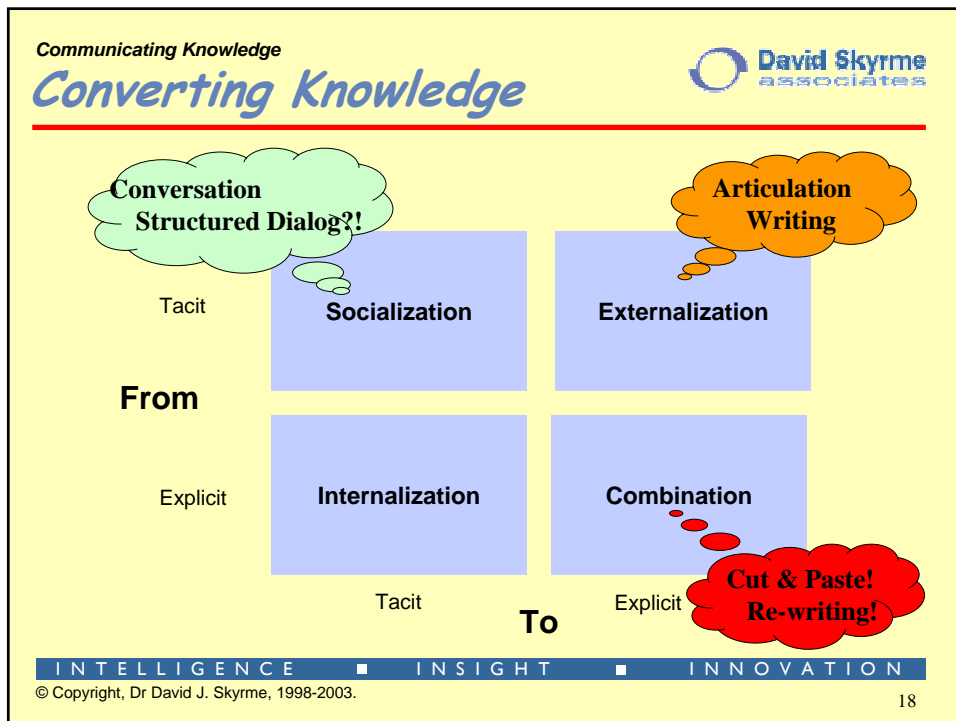 Communicating Knowledge
Converting Knowledge
David Skyrme
associates
Conversation
Structured Dialog?!
Articulation
Writing
Tacit
Socialization
Externalization
From
Explicit
Internalization
Combination
Cut & Paste!
Re-writing!
Tacit
Explicit
To
INTELLIGENCE ■ INSIGHT ■ INNOVATION
© Copyright, Dr David J. Skyrme, 1998-2003.
18